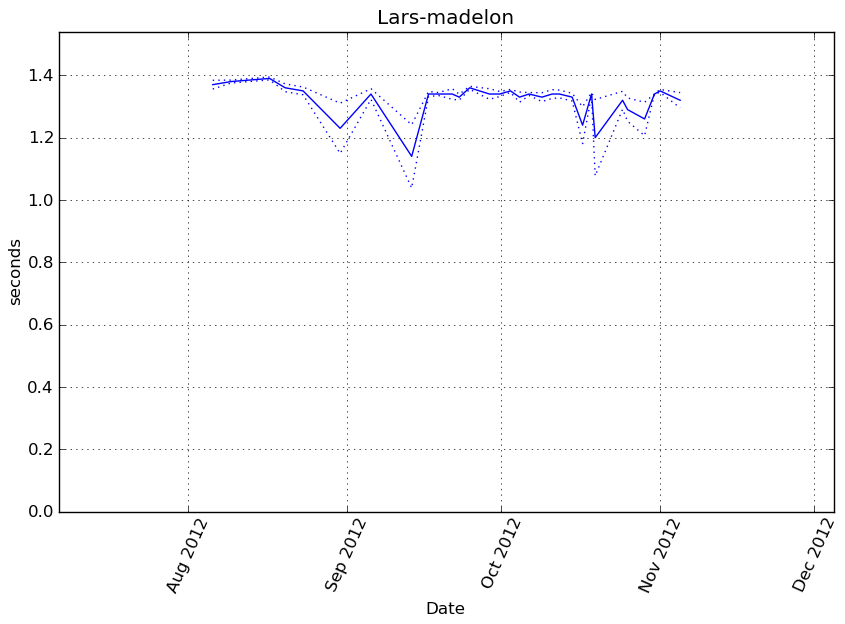 Lars-madelon
1.4
1.2
1.0
0.8
0.6
0.4
0.2
0.0
seconds
Aug 2012
Sep 2012
Oct 2012
Nov 2012
Dec 2012
Date